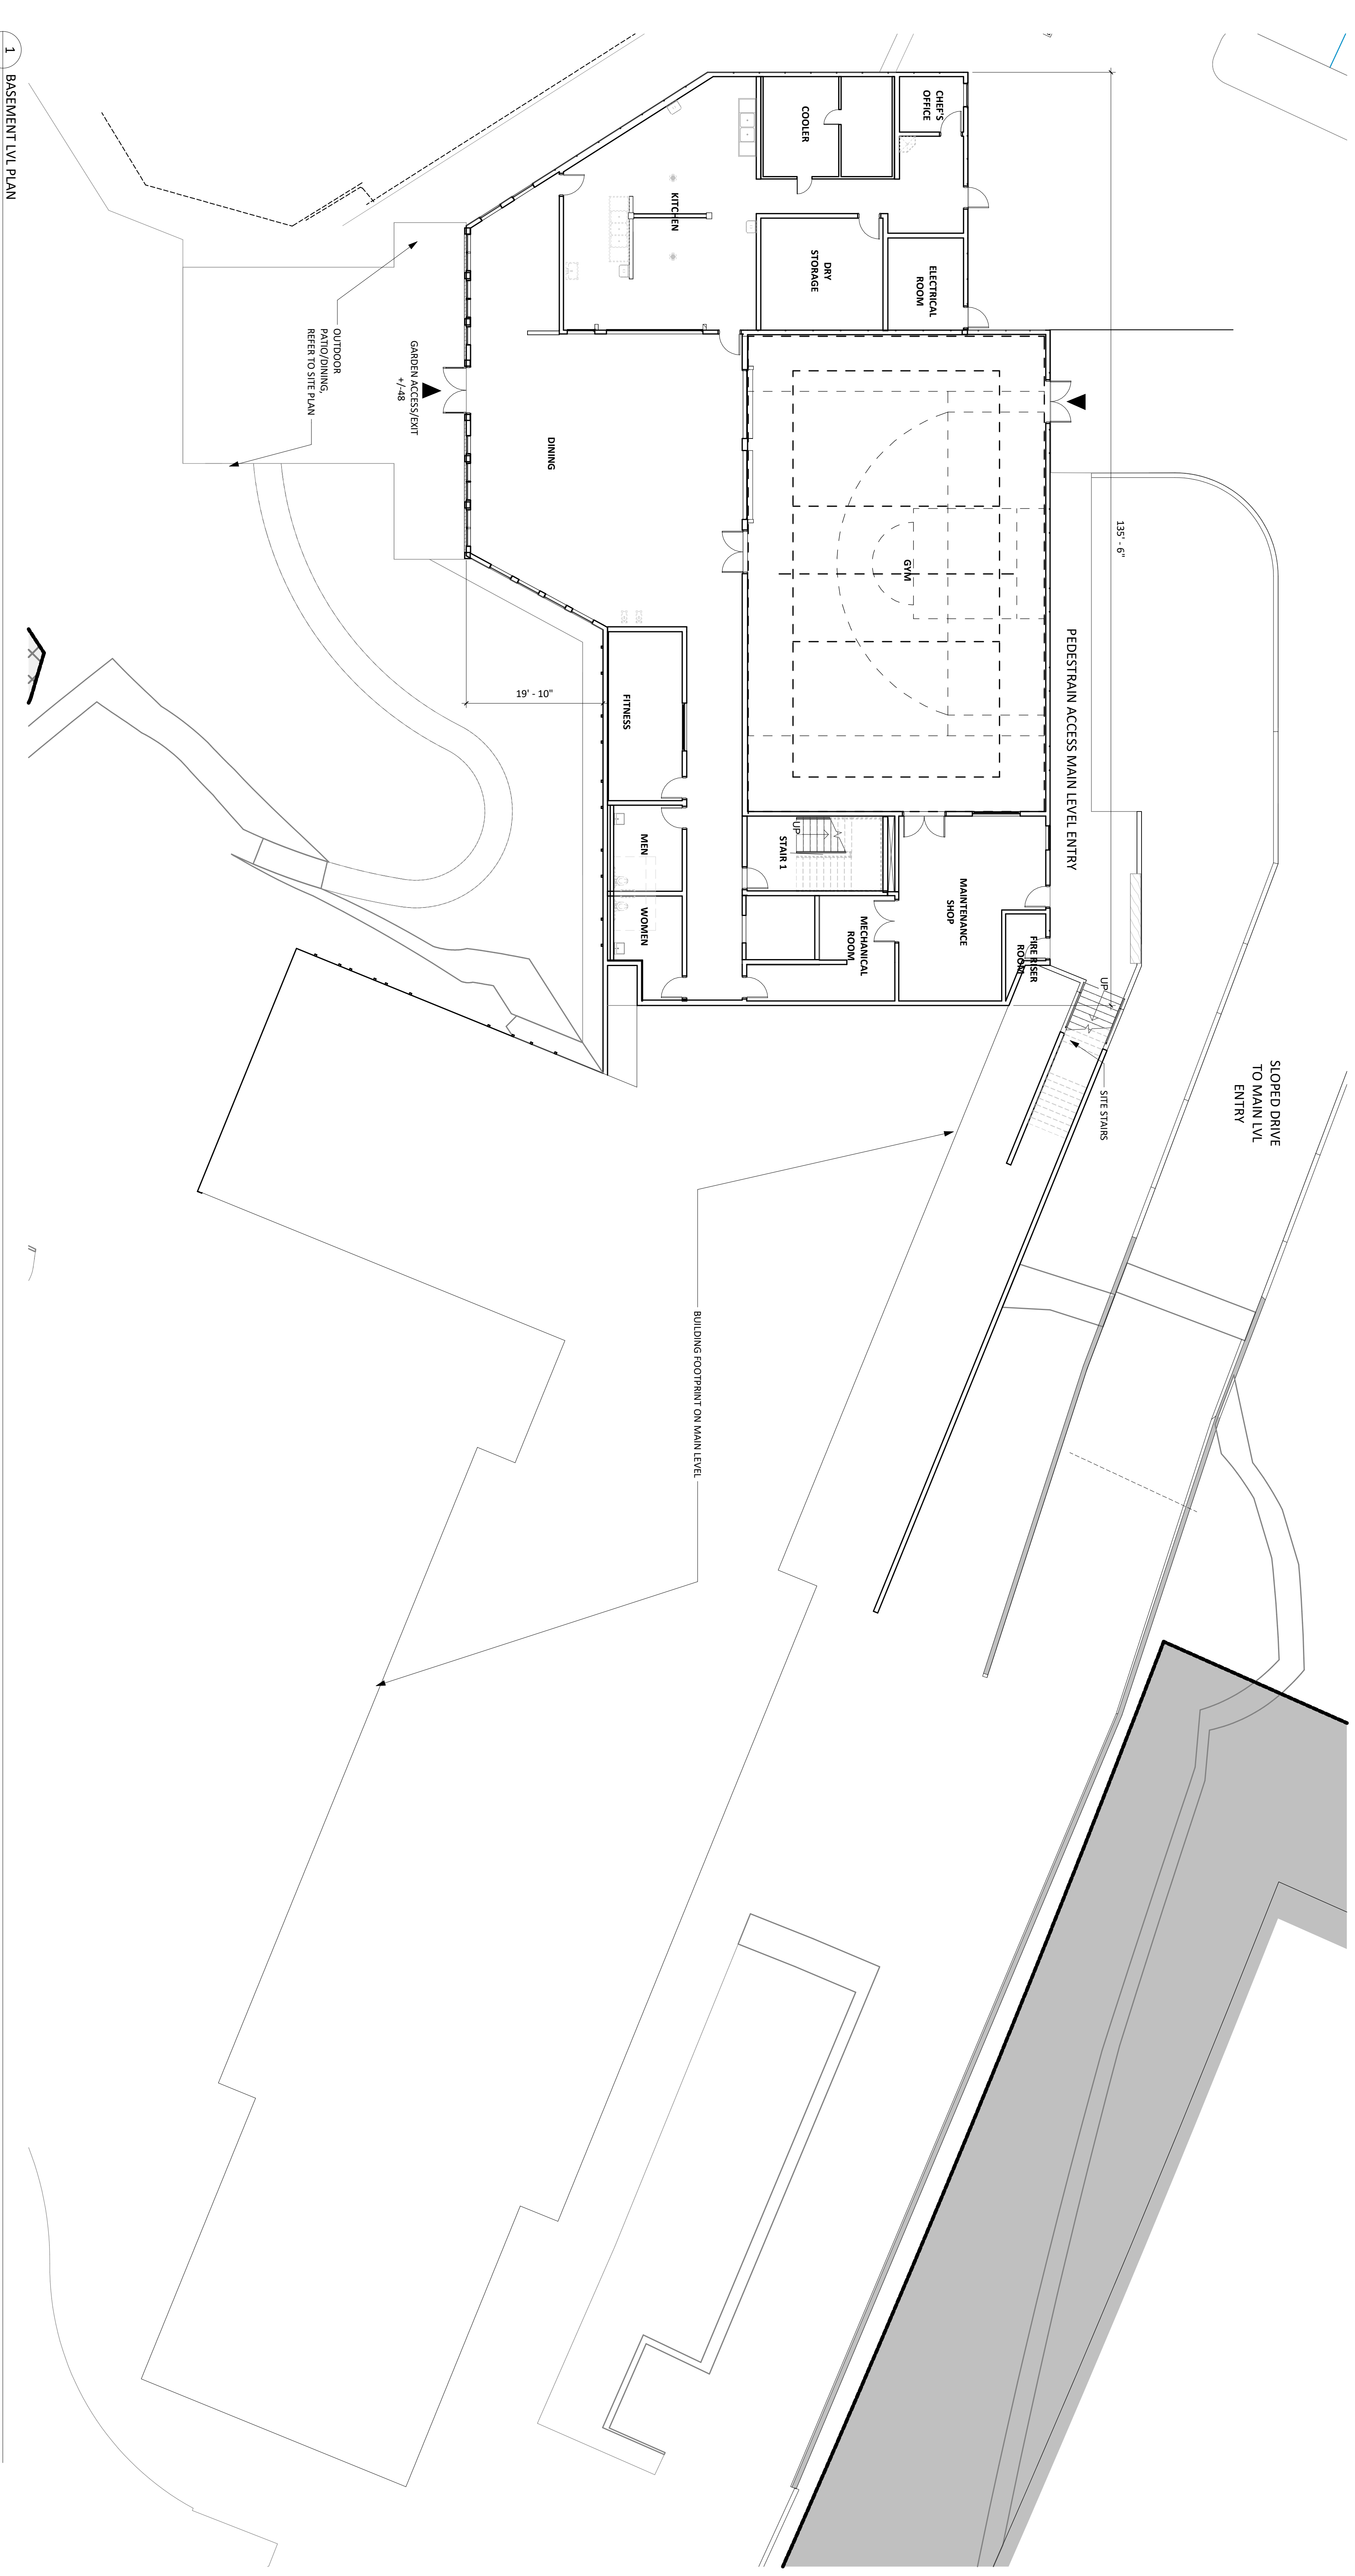 CHEF'S
OFFICE
COOLER
KITCHEN
DRY
STORAGE
ELECTRICAL
ROOM
OUTDOOR
PATIO/DINING,
REFER TO SITE PLAN
GARDEN ACCESS/EXIT
+/-48
DINING
GYM
135' - 6"
PEDESTRAIN ACCESS MAIN LEVEL ENTRY
19' - 10"
FITNESS
MEN
WOMEN
UP
STAIR 1
MAINTENANCE
SHOP
MECHANICAL
ROOM
FIRE RISER
ROOM
UP
SITE STAIRS
SLOPED DRIVE
TO MAIN LVL
ENTRY
BUILDING FOOTPRINT ON MAIN LEVEL
1
BASEMENT LVL PLAN